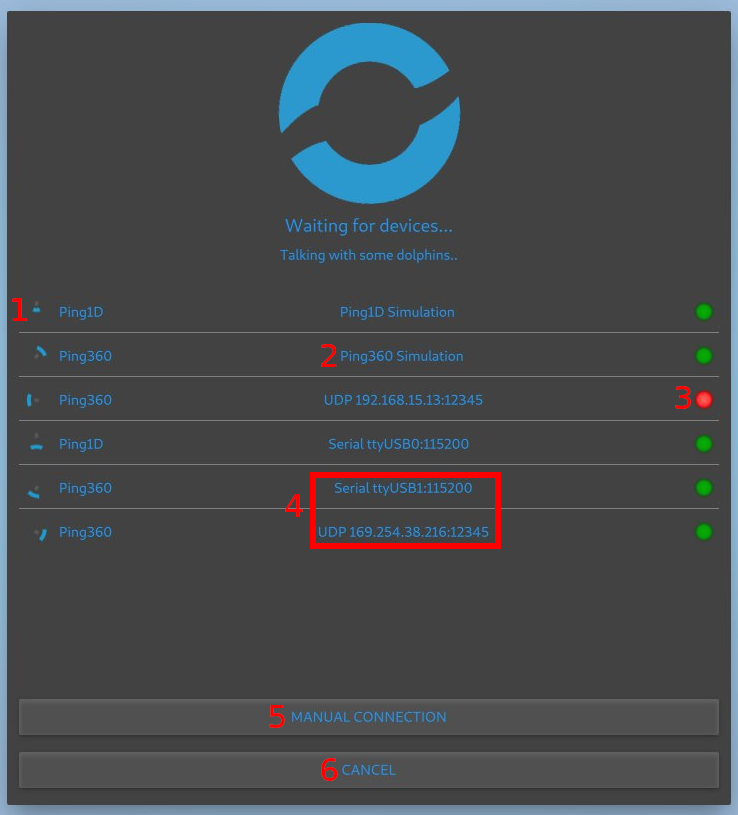 Waiting for devices...
Talking with some dolphins..
1 Ping1D Ping1D Simulation
Ping360 2 Ping360 Simulation
Ping360 UDP 192.168.15.13:12345 3
Ping1D Serial ttyUSB0:115200
Ping360 Serial ttyUSB1:115200
4
Ping360 UDP 169.254.38.216:12345
5 MANUAL CONNECTION
6 CANCEL